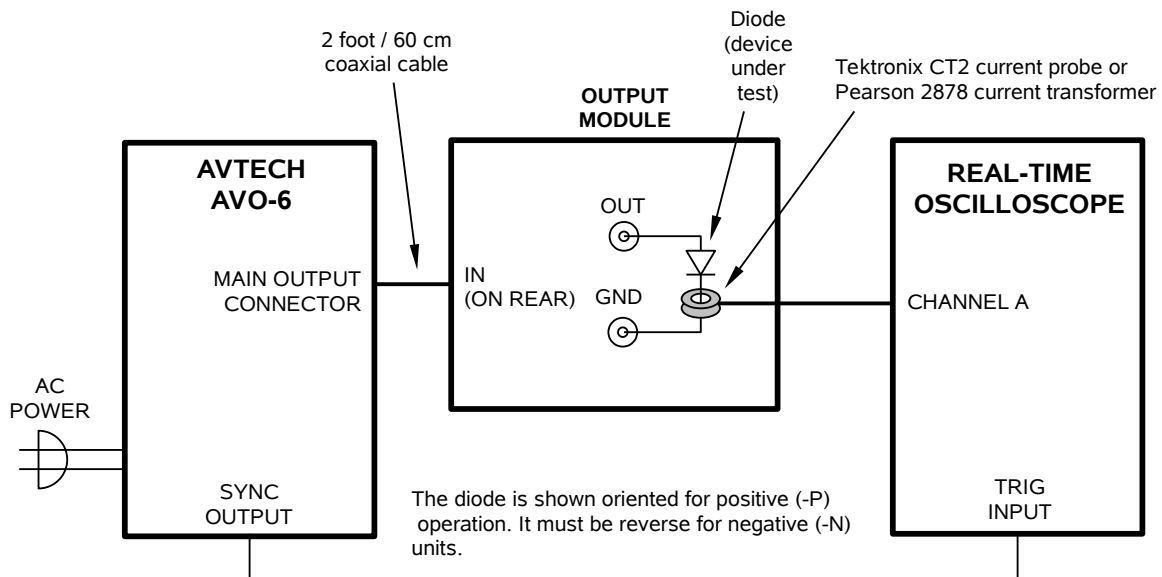 2 foot / 60 cm
coaxial cable
Diode
(device
under
test)
Tektronix CT2 current probe or
Pearson 2878 current transformer
OUTPUT
MODULE
AVTECH
AVO-6
REAL-TIME
OSCILLOSCOPE
OUT
MAIN OUTPUT
CONNECTOR
IN
(ON REAR)
GND
CHANNEL A
AC
POWER
SYNC
OUTPUT
The diode is shown oriented for positive (-P)
operation. It must be reverse for negative (-N)
units.
TRIG
INPUT